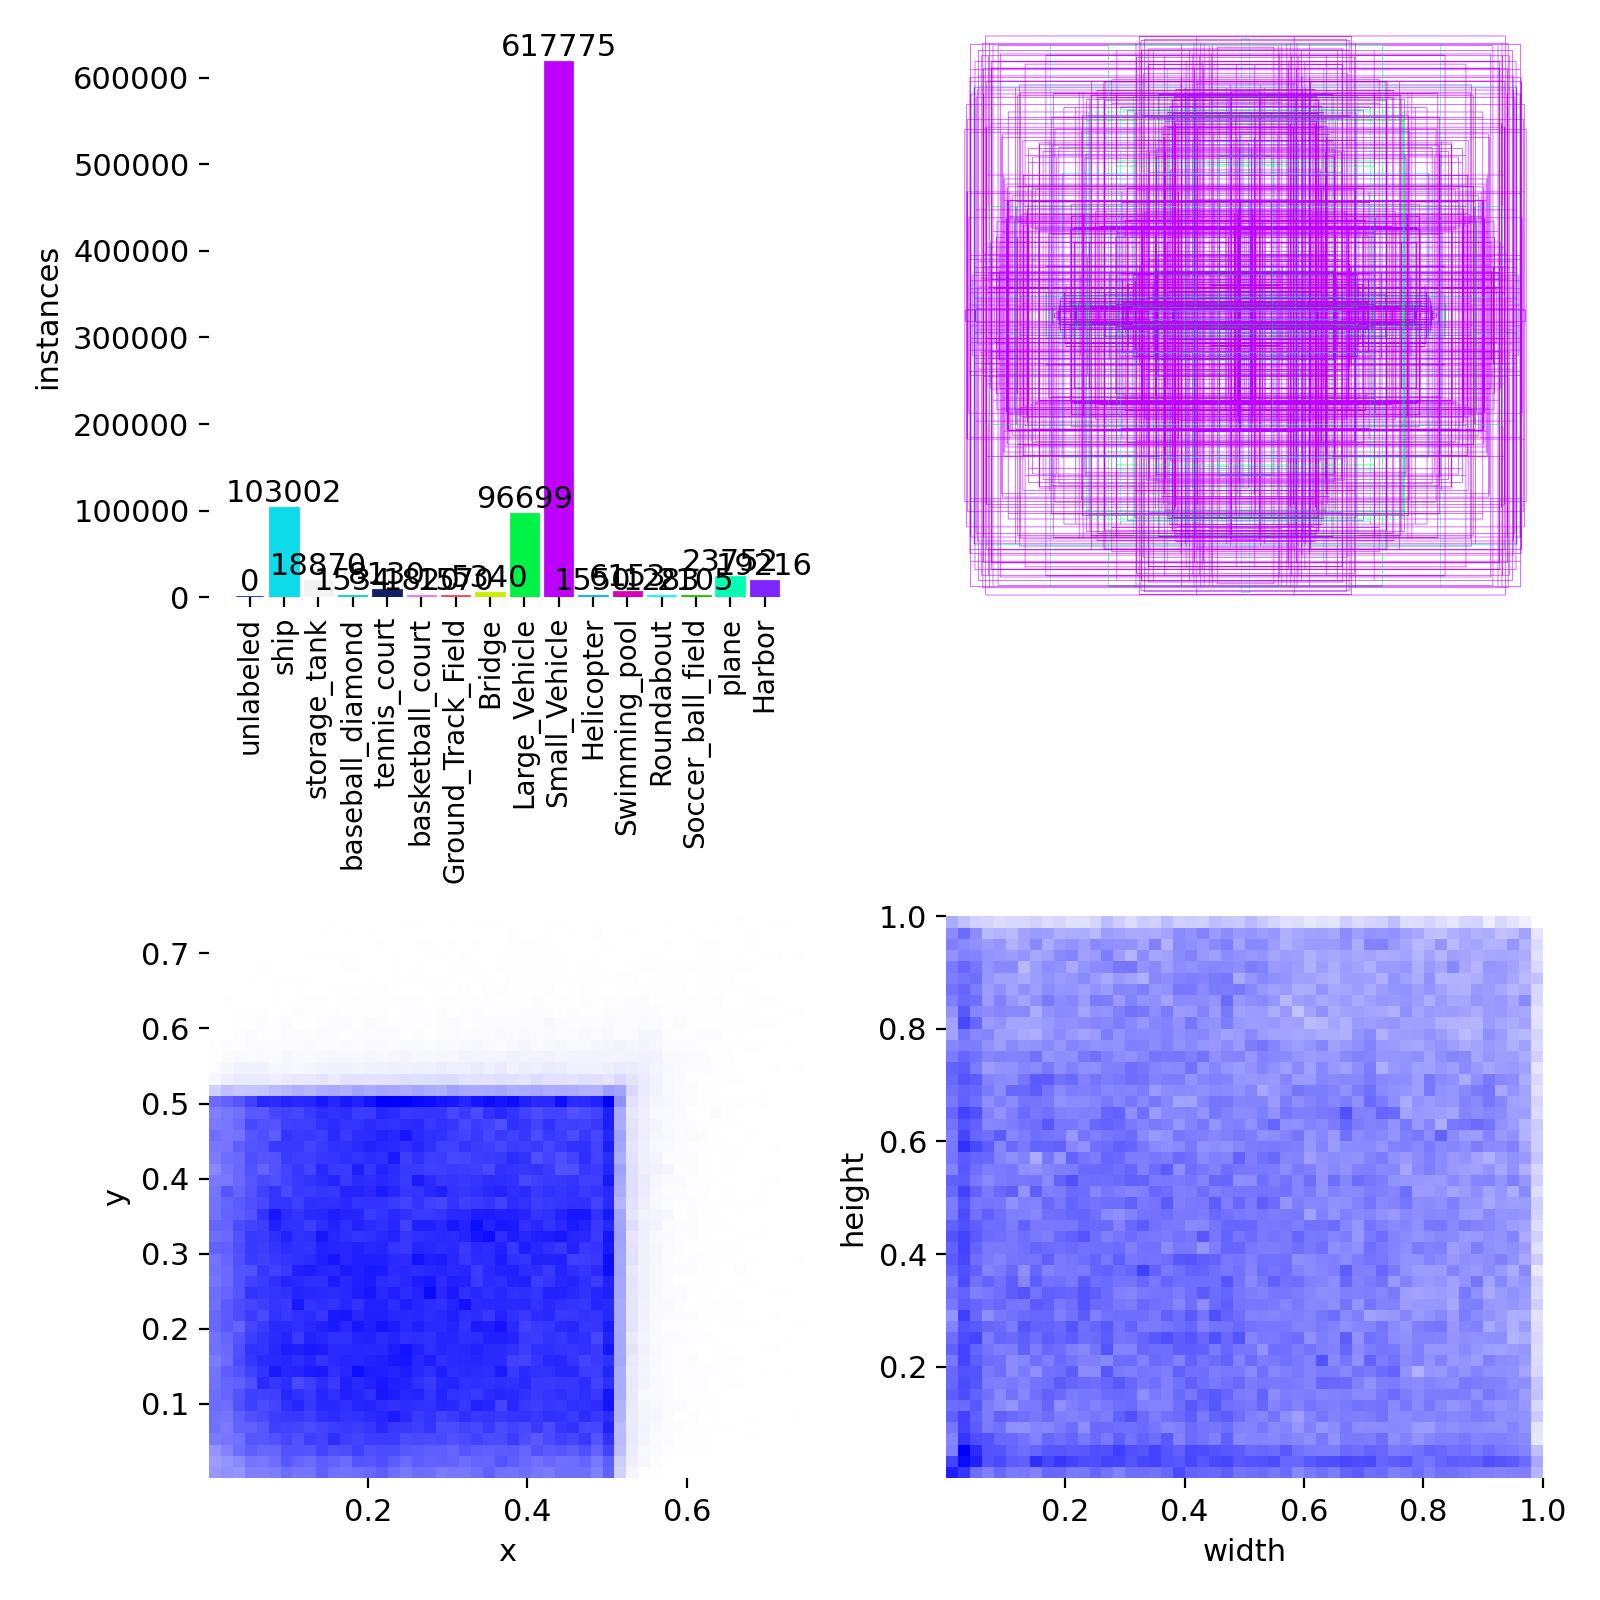 617775
600000
500000
400000
300000
200000
100000
0
instances
103002
96699
18870
23752
19216
0
unlabeled
ship
storage_tank
baseball_diamond
tennis_court
basketball_court
Ground_Track_Field
Bridge
Large_Vehicle
Small_Vehicle
Helicopter
Swimming_pool
Roundabout
Soccer_ball_field
plane
Harbor
0.7
0.6
0.5
0.4
0.3
0.2
0.1
y
0.2 0.4 0.6
x
1.0
0.8
0.6
0.4
0.2
height
0.2 0.4 0.6 0.8 1.0
width